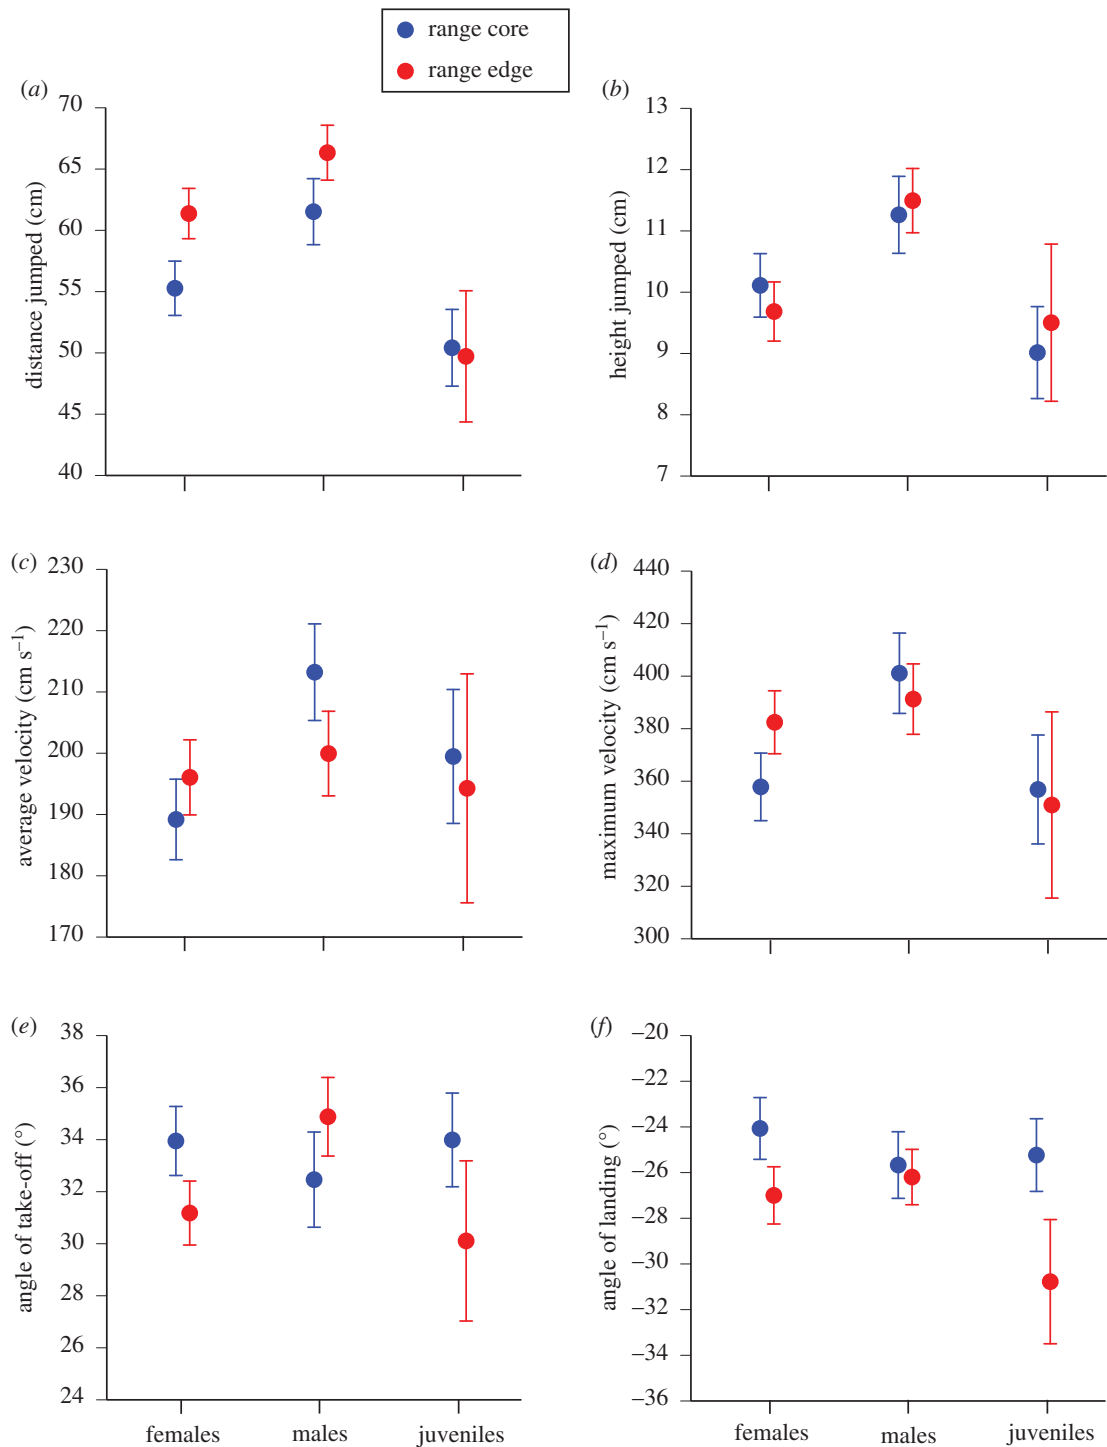 range core
range edge
(a)
70
65
60
55
50
45
40
distance jumped (cm)
(b)
13
12
11
10
9
8
7
height jumped (cm)
(c)
230
220
210
200
190
180
170
average velocity (cm s⁻¹)
(d)
440
420
400
380
360
340
320
300
maximum velocity (cm s⁻¹)
(e)
38
36
34
32
30
28
26
24
angle of take-off (°)
females
males
juveniles
(f)
–20
–22
–24
–26
–28
–30
–32
–34
–36
angle of landing (°)
females
males
juveniles